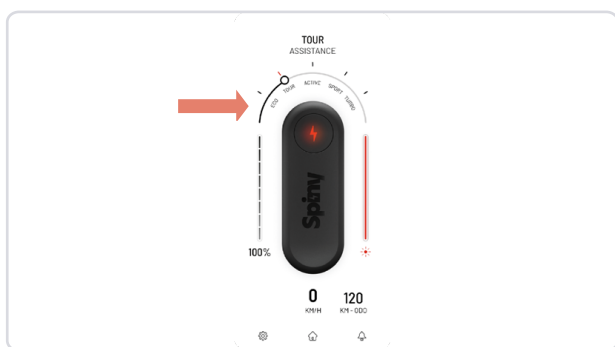 TOUR
ASSISTANCE
ECO TOUR ACTIVE SPORT TURBO
Spiny
100%
0 120
KM/H KM - ODO